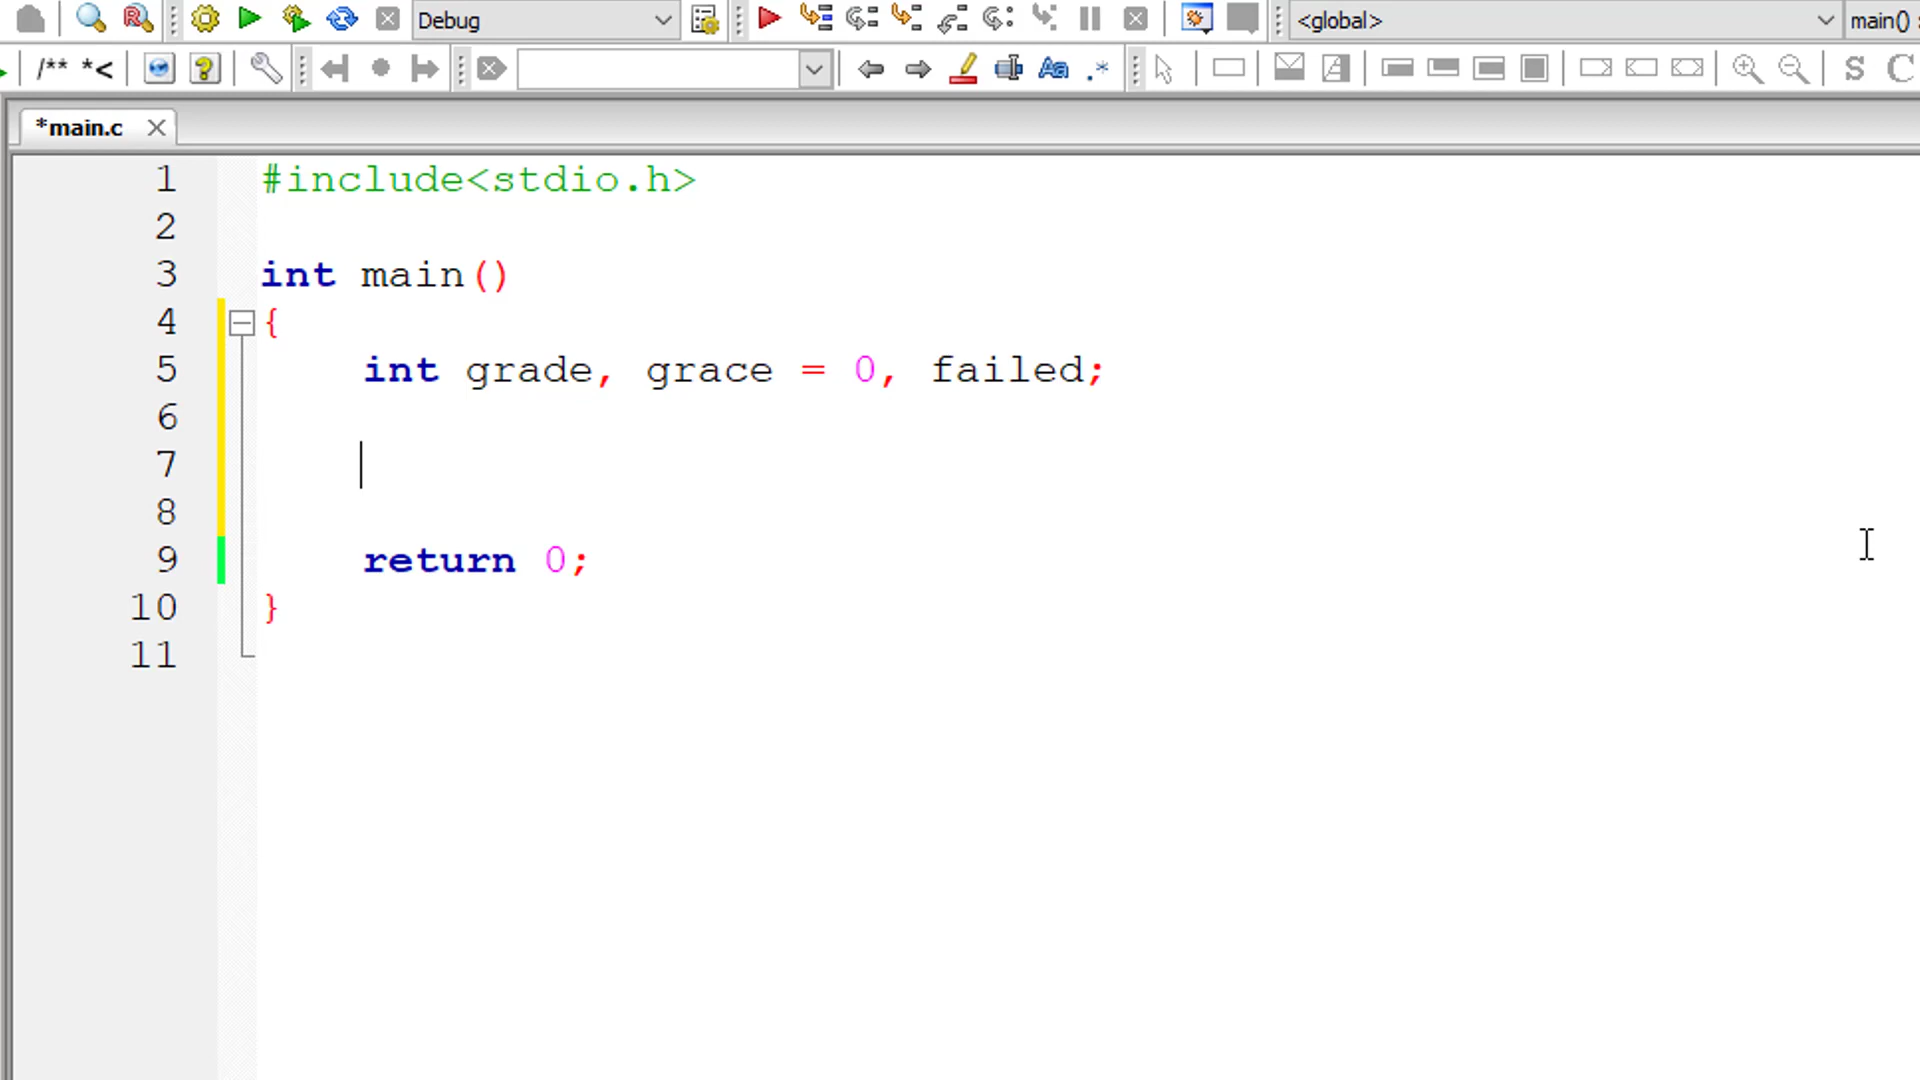 Debug <global> main() :
/** *< Aa .* S C
*main.c
1 #include<stdio.h>
2
3 int main()
4 {
5 int grade, grace = 0, failed;
6
7
8
9 return 0;
10 }
11